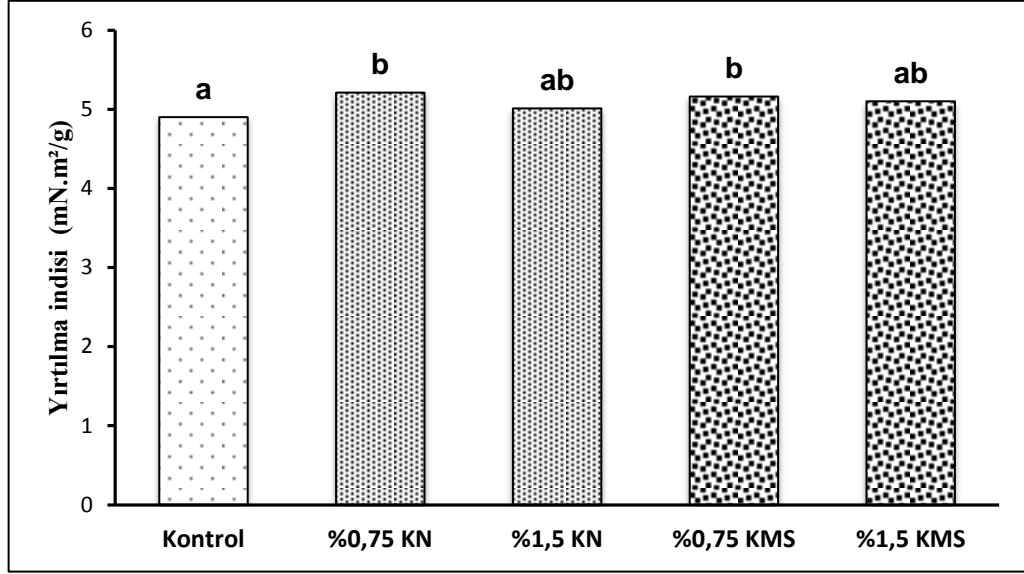 Yırtılma indisi (mN.m²/g)
6
5
4
3
2
1
0
a
b
ab
b
ab
Kontrol
%0,75 KN
%1,5 KN
%0,75 KMS
%1,5 KMS